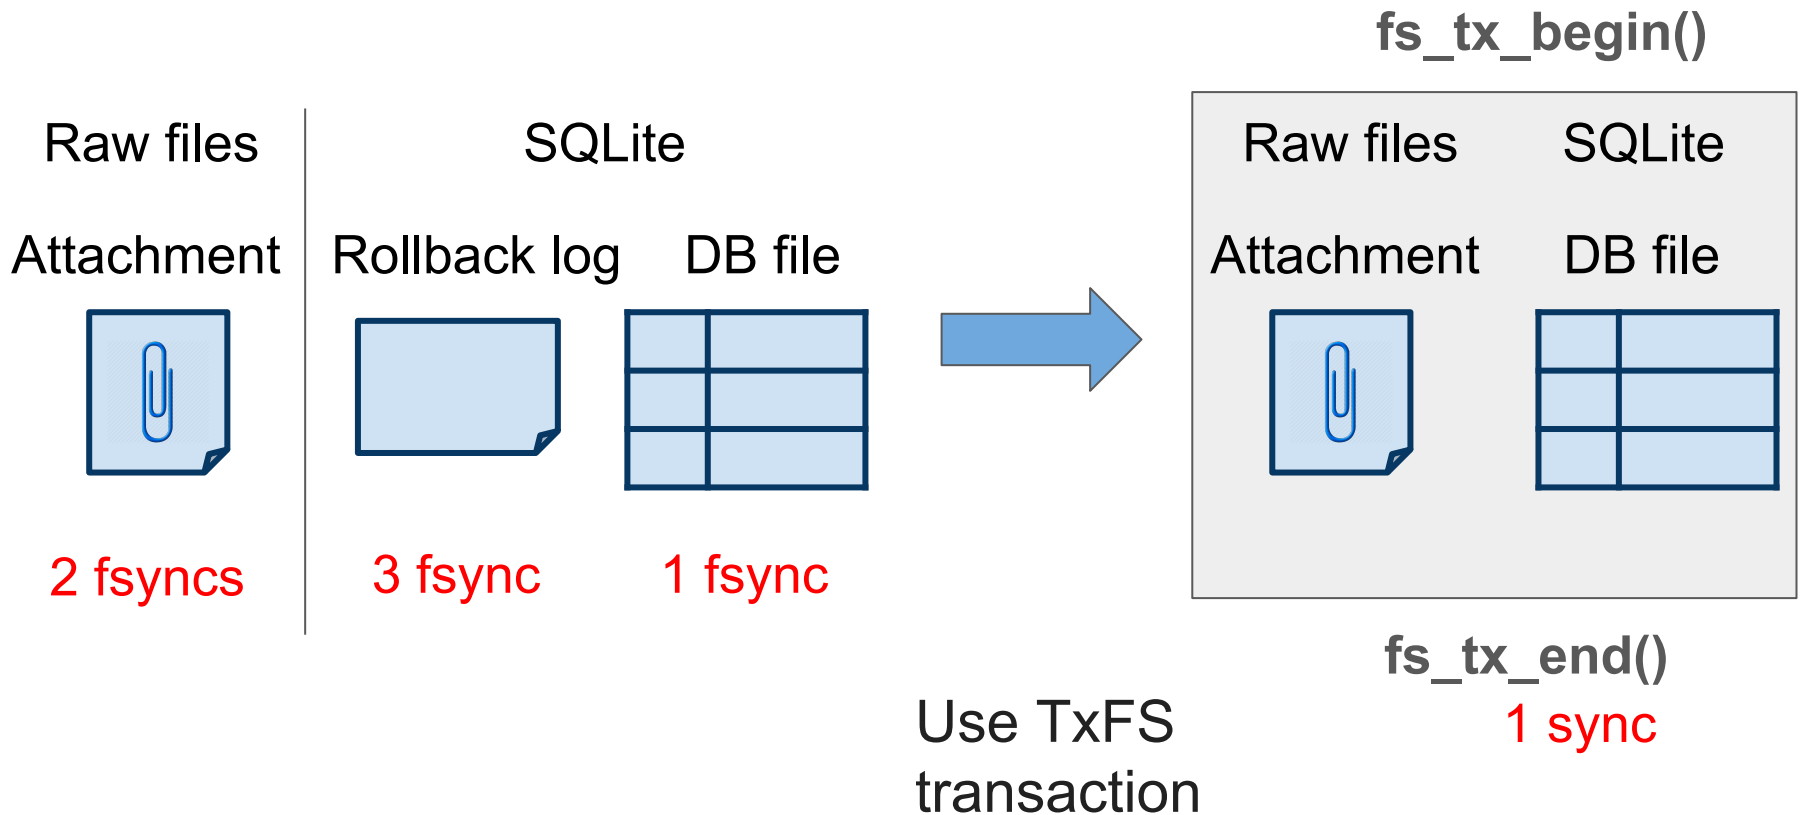 fs_tx_begin()
Raw files
SQLite
Attachment
Rollback log
DB file
2 fsyncs
3 fsync
1 fsync
Raw files
SQLite
Attachment
DB file
fs_tx_end()
1 sync
Use TxFS
transaction